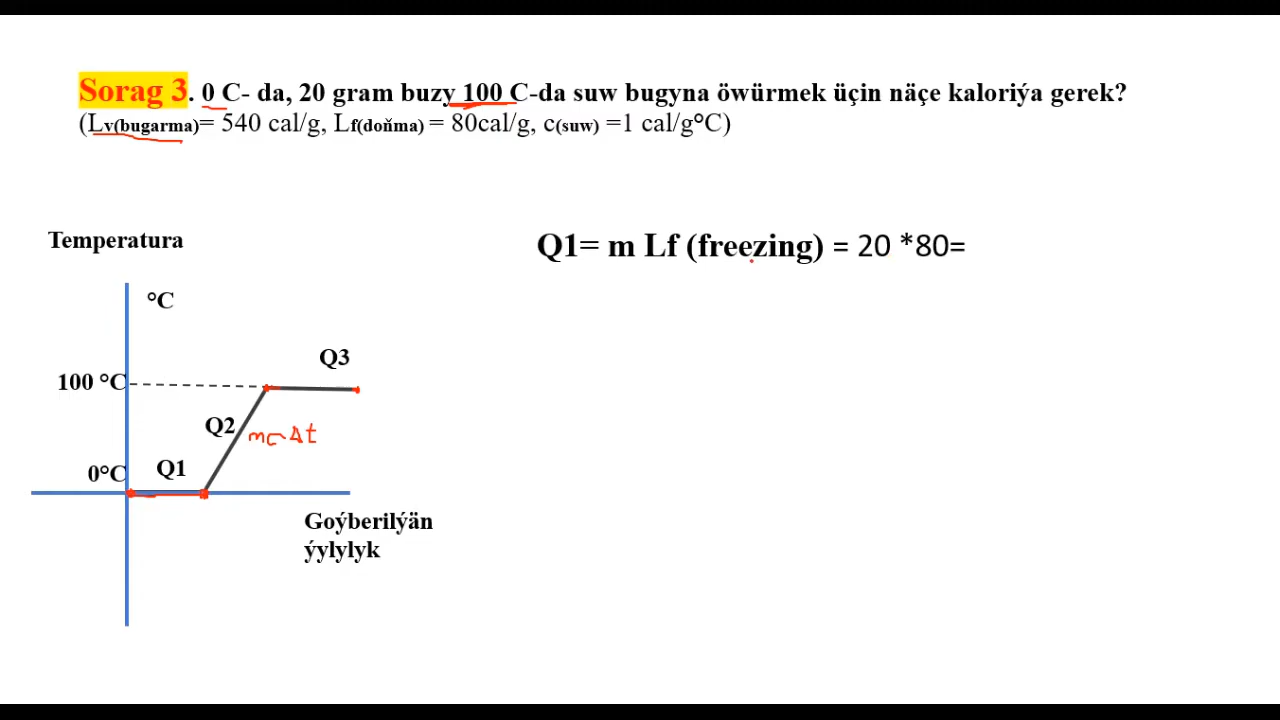 Sorag 3. 0 C- da, 20 gram buzy 100 C-da suw bugyna öwürmek üçin näçe kaloriýa gerek?
(Lv(bugarma)= 540 cal/g, Lf(doňma) = 80cal/g, c(suw) =1 cal/g°C)
Temperatura
Q1= m Lf (freezing) = 20 *80=
°C
Q3
100 °C
Q2
mc Δt
0°C
Q1
Goýberilýän
ýylylyk